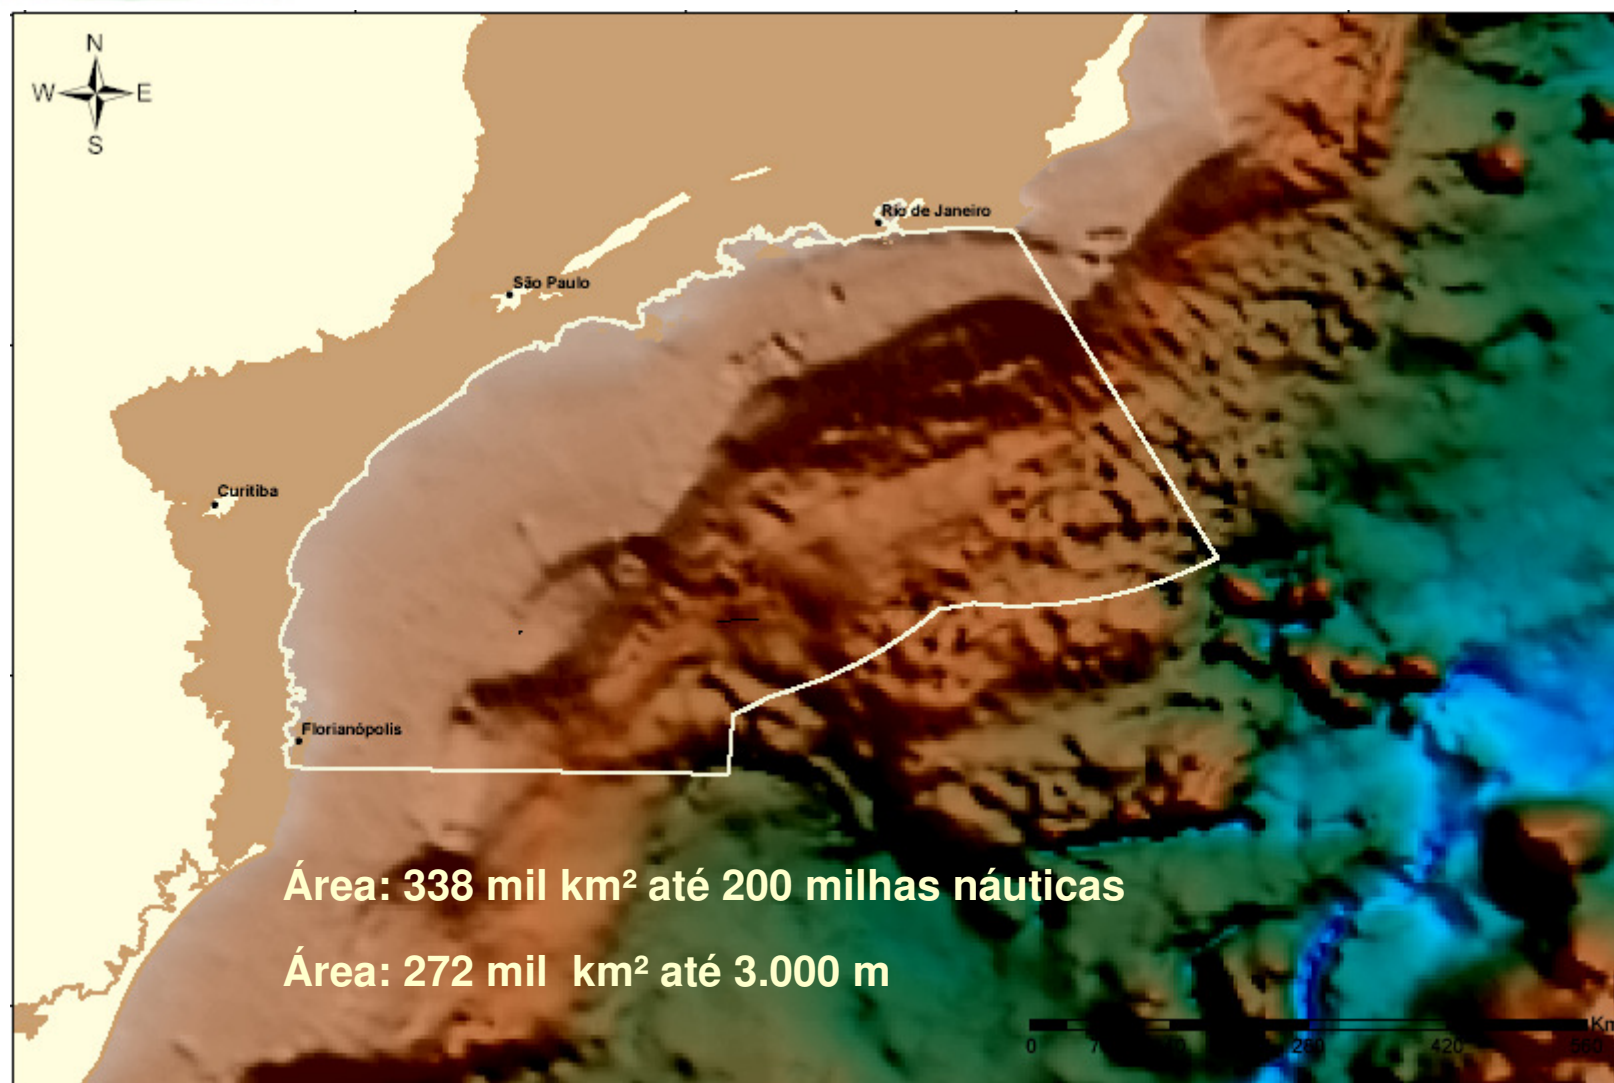 N
W E
S
Rio de Janeiro
São Paulo
Curitiba
Florianópolis
Área: 338 mil km² até 200 milhas náuticas
Área: 272 mil km² até 3.000 m
Km
0 280 420 560